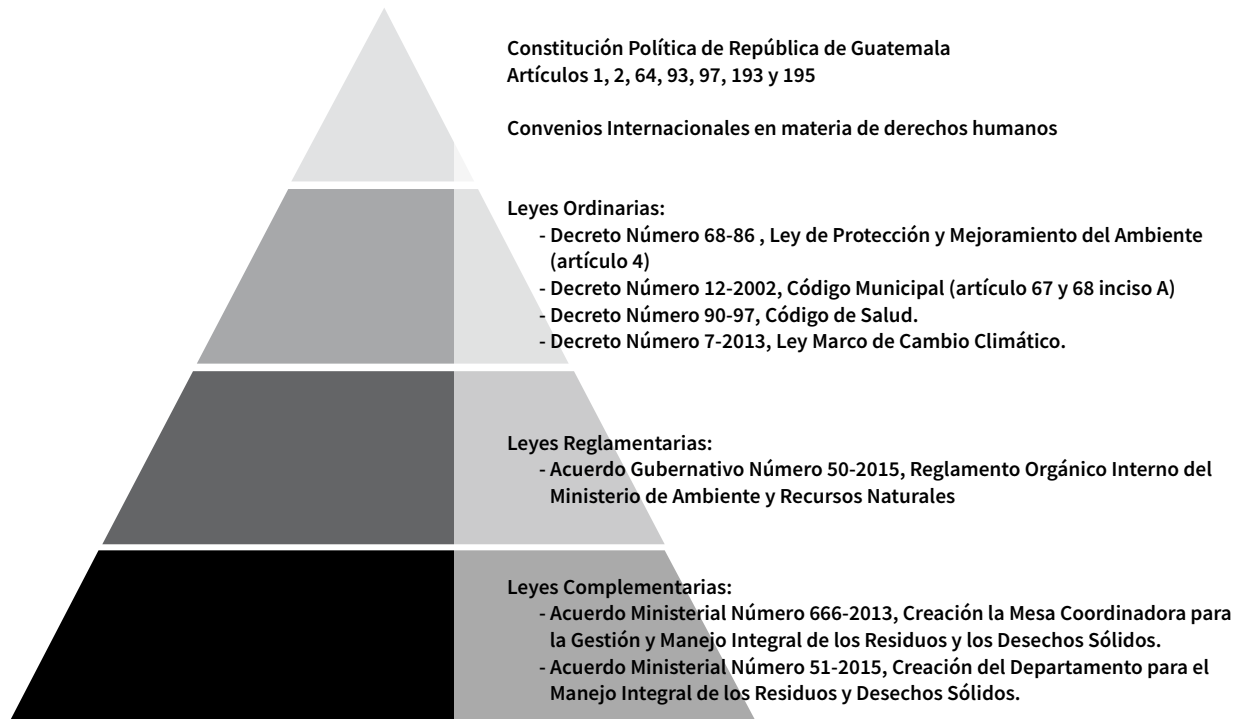 Constitución Política de República de Guatemala
Artículos 1, 2, 64, 93, 97, 193 y 195
Convenios Internacionales en materia de derechos humanos
Leyes Ordinarias:
- Decreto Número 68-86 , Ley de Protección y Mejoramiento del Ambiente
(artículo 4)
- Decreto Número 12-2002, Código Municipal (artículo 67 y 68 inciso A)
- Decreto Número 90-97, Código de Salud.
- Decreto Número 7-2013, Ley Marco de Cambio Climático.
Leyes Reglamentarias:
- Acuerdo Gubernativo Número 50-2015, Reglamento Orgánico Interno del
Ministerio de Ambiente y Recursos Naturales
Leyes Complementarias:
- Acuerdo Ministerial Número 666-2013, Creación la Mesa Coordinadora para
la Gestión y Manejo Integral de los Residuos y los Desechos Sólidos.
- Acuerdo Ministerial Número 51-2015, Creación del Departamento para el
Manejo Integral de los Residuos y Desechos Sólidos.